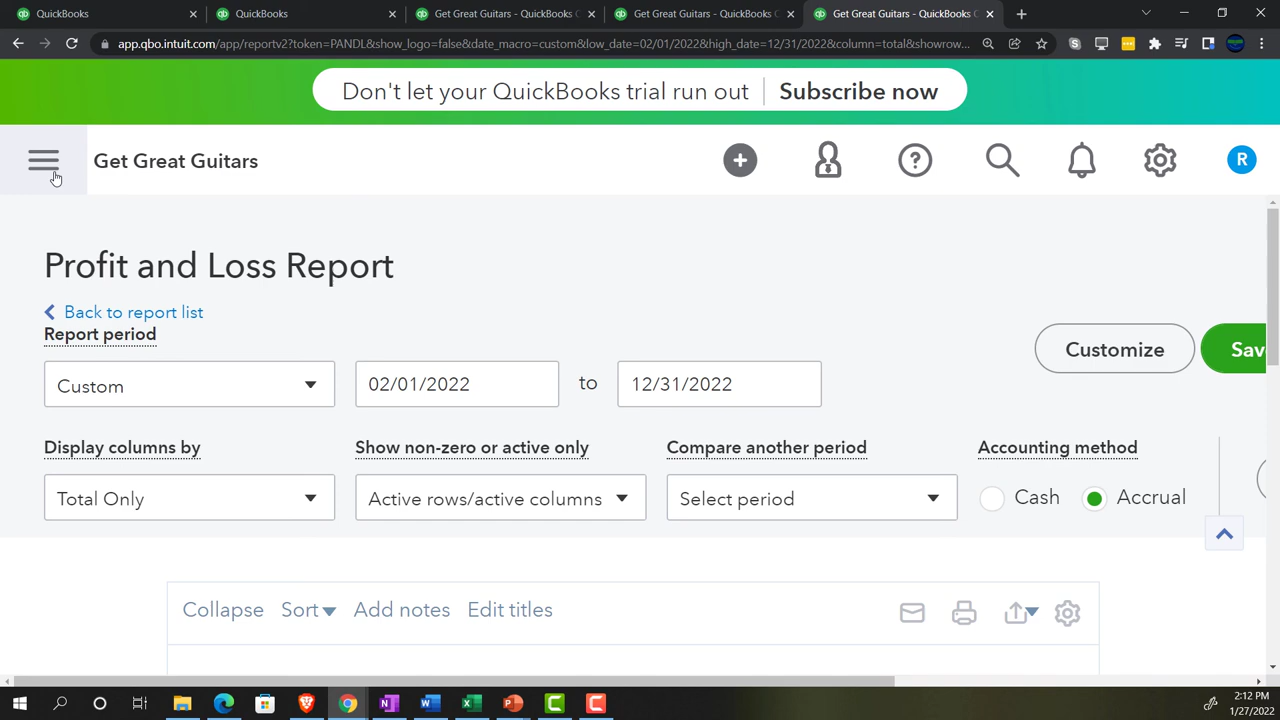 QuickBooks
QuickBooks
Get Great Guitars - QuickBooks C
Get Great Guitars - QuickBooks C
Get Great Guitars - QuickBooks C
app.qbo.intuit.com/app/reportv2?token=PANDL&show_logo=false&date_macro=custom&low_date=02/01/2022&high_date=12/31/2022&column=total&showrow...
Don't let your QuickBooks trial run out
Subscribe now
Get Great Guitars
R
Profit and Loss Report
Back to report list
Report period
Customize
Sav
Custom
02/01/2022
to
12/31/2022
Display columns by
Show non-zero or active only
Compare another period
Accounting method
Total Only
Active rows/active columns
Select period
Cash
Accrual
Collapse
Sort
Add notes
Edit titles
2:12 PM
1/27/2022